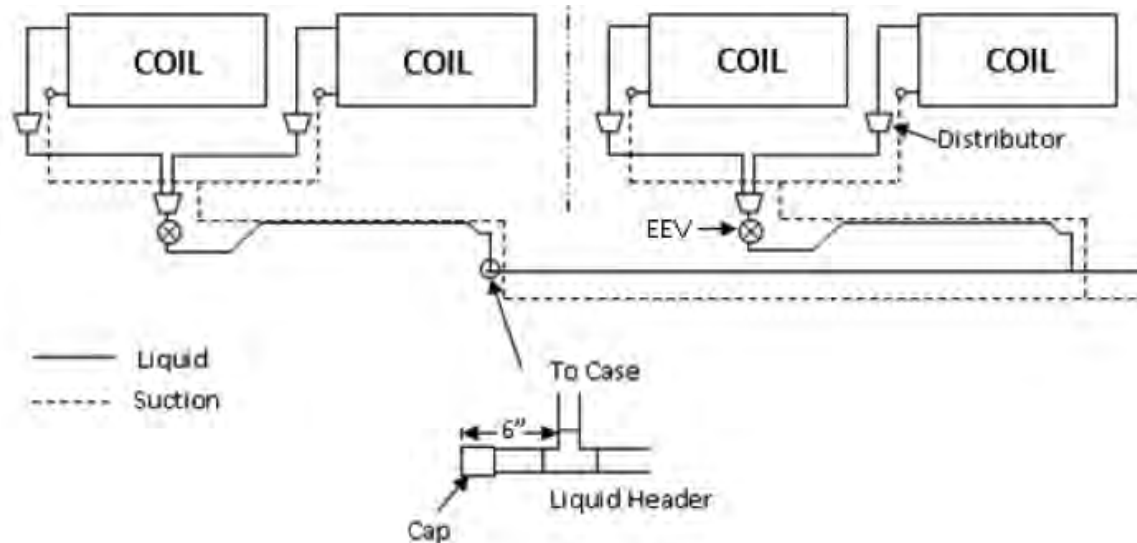 COIL
COIL
COIL
COIL
Distributor
EEV
Liquid
Suction
To Case
6”
Liquid Header
Cap